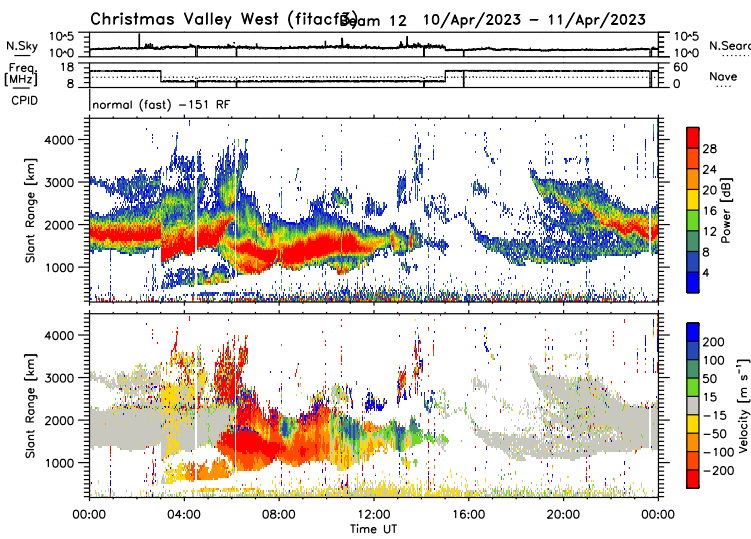 Christmas Valley West (fitacf3) Beam 12 10/Apr/2023 - 11/Apr/2023
N.Sky 10^5 10^0 10^5 10^0 N.Searc
Freq [MHz] 18 8 60 0 Nave
CPID normal (fast) -151 RF
Slant Range [km] 4000 3000 2000 1000
28 24 20 16 12 8 4 Power [dB]
Slant Range [km] 4000 3000 2000 1000
200 100 50 15 -15 -50 -100 -200 Velocity [m s⁻¹]
00:00 04:00 08:00 12:00 16:00 20:00 00:00
Time UT